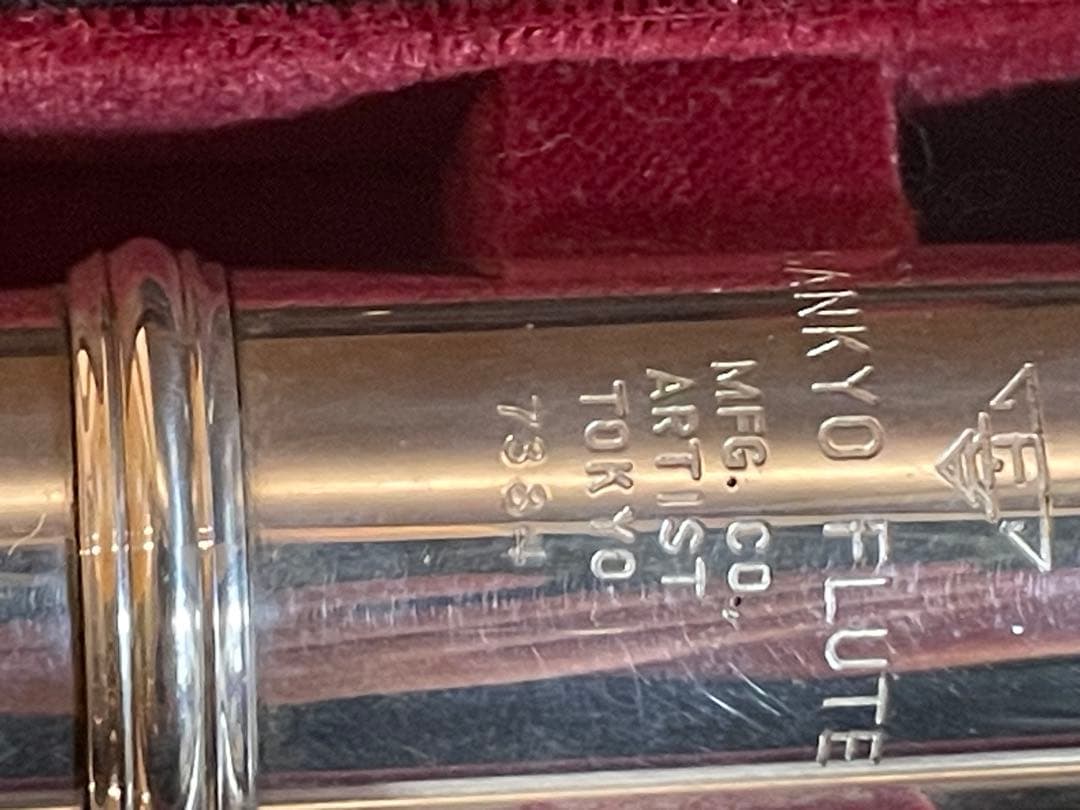 F
ANKYO FLUTE
MFG. CO.,
ARTIST
TOKYO
7384